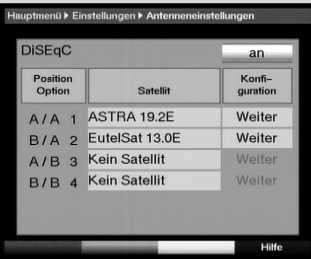 Hauptmenü ▸ Einstellungen ▸ Antenneneinstellungen
DiSEqC an
Position Option Satellit Konfi-guration
A / A 1 ASTRA 19.2E Weiter
B / A 2 EutelSat 13.0E Weiter
A / B 3 Kein Satellit Weiter
B / B 4 Kein Satellit Weiter
Hilfe